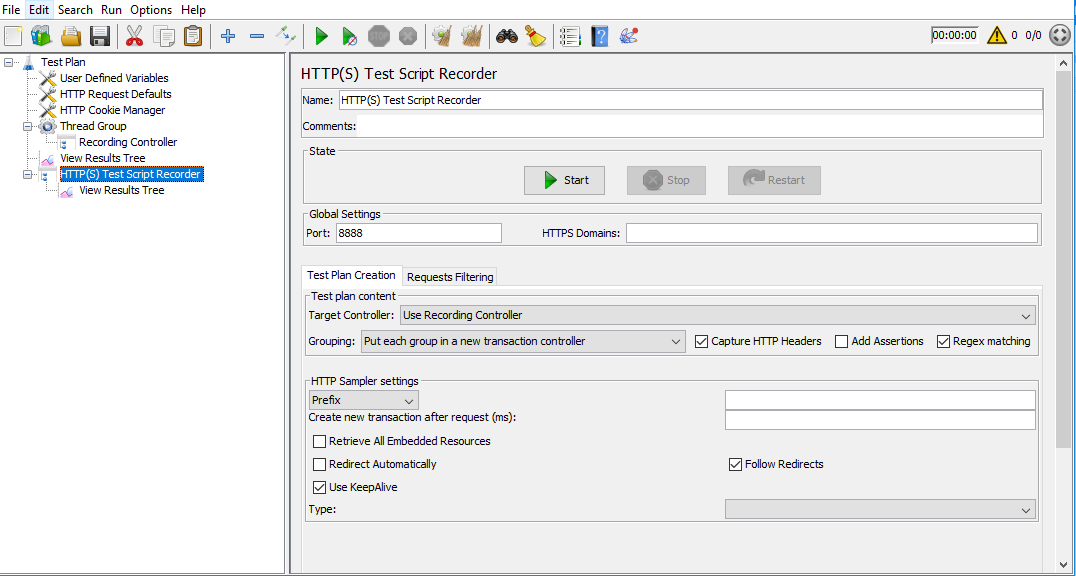 File Edit Search Run Options Help
00:00:00 0 0/0
Test Plan
User Defined Variables
HTTP Request Defaults
HTTP Cookie Manager
Thread Group
Recording Controller
View Results Tree
HTTP(S) Test Script Recorder
View Results Tree
HTTP(S) Test Script Recorder
Name: HTTP(S) Test Script Recorder
Comments:
State
Start Stop Restart
Global Settings
Port: 8888 HTTPS Domains:
Test Plan Creation Requests Filtering
Test plan content
Target Controller: Use Recording Controller
Grouping: Put each group in a new transaction controller Capture HTTP Headers Add Assertions Regex matching
HTTP Sampler settings
Prefix
Create new transaction after request (ms):
Retrieve All Embedded Resources
Redirect Automatically Follow Redirects
Use KeepAlive
Type: